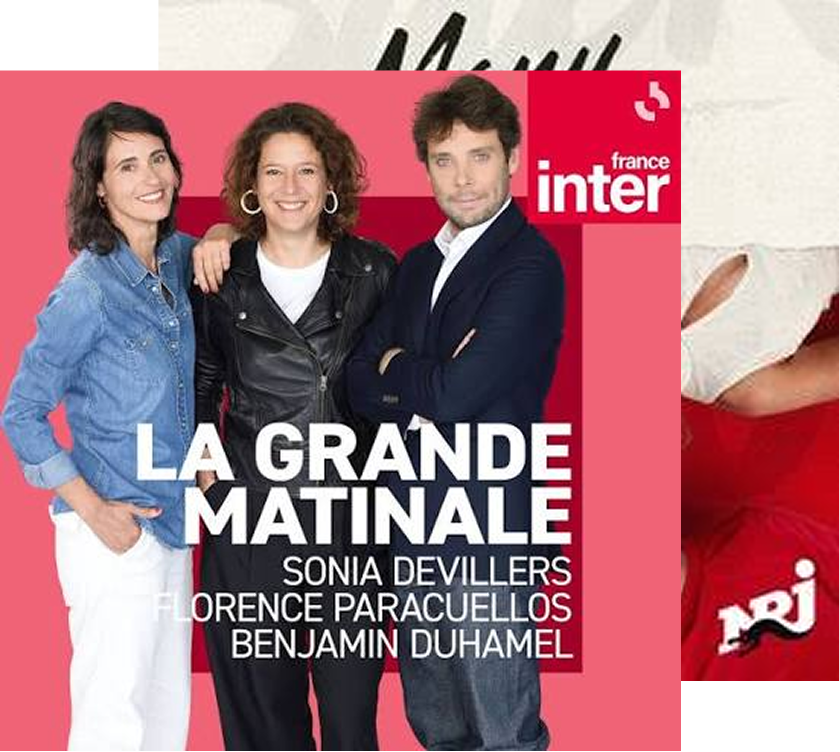 france
inter
LA GRANDE
MATINALE
SONIA DEVILLERS
FLORENCE PARACUELLOS
BENJAMIN DUHAMEL
NRJ